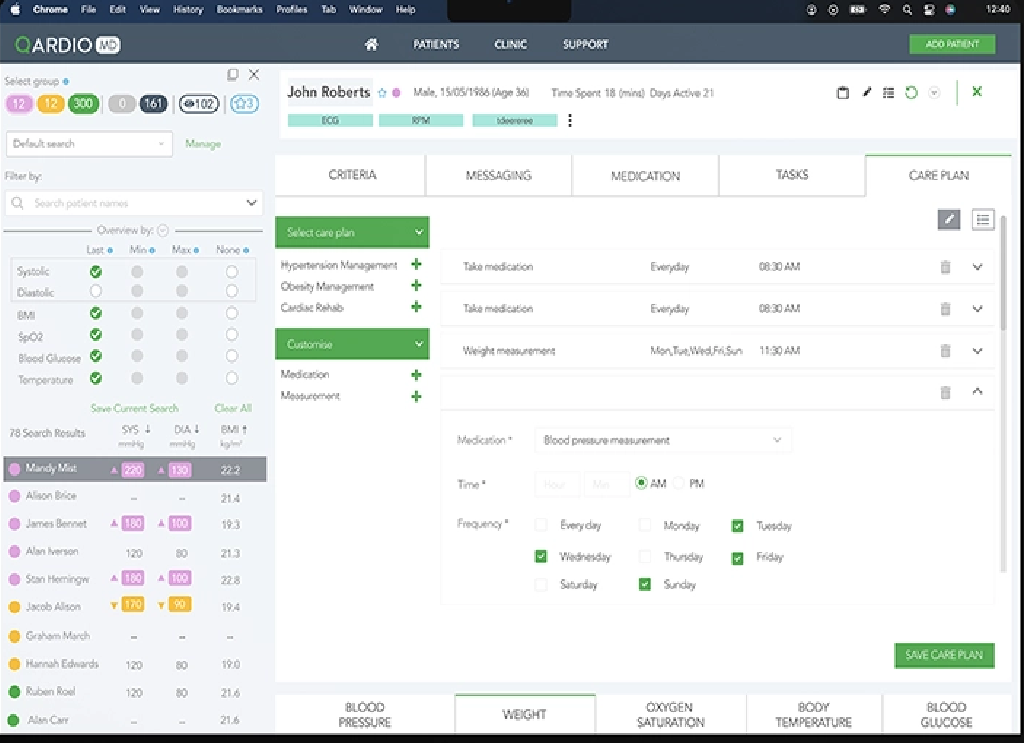 Chrome File Edit View History Bookmarks Profiles Tab Window Help 12:40
QARDIO MD PATIENTS CLINIC SUPPORT ADD PATIENT
Select group
12 12 300 0 161 102 3
Default search Manage
Filter by:
Search patient names
Overview by:
Last Min Max None
Systolic
Diastolic
BMI
SpO2
Blood Glucose
Temperature
Save Current Search Clear All
78 Search Results SYS ↓ DIA ↓ BMI ↑
mmHg mmHg kg/m²
Mandy Mist 220 130 22.2
Alison Brice -- -- 21.4
James Bennet 180 100 19.3
Alan Iverson 120 80 21.3
Stan Hemingw 180 100 22.8
Jacob Alison 170 90 19.4
Graham March -- -- --
Hannah Edwards 120 80 19.0
Ruben Roel 120 80 21.6
Alan Carr -- -- 21.6
John Roberts Male, 15/05/1986 (Age 36) Time Spent 18 (mins) Days Active 21
ECG RPM
CRITERIA MESSAGING MEDICATION TASKS CARE PLAN
Select care plan
Hypertension Management
Obesity Management
Cardiac Rehab
Customise
Medication
Measurement
Take medication Everyday 08:30 AM
Take medication Everyday 08:30 AM
Weight measurement Mon,Tue,Wed,Fri,Sun 11:30 AM
Medication * Blood pressure measurement
Time * Hour Min AM PM
Frequency * Everyday Monday Tuesday
Wednesday Thursday Friday
Saturday Sunday
SAVE CARE PLAN
BLOOD PRESSURE WEIGHT OXYGEN SATURATION BODY TEMPERATURE BLOOD GLUCOSE